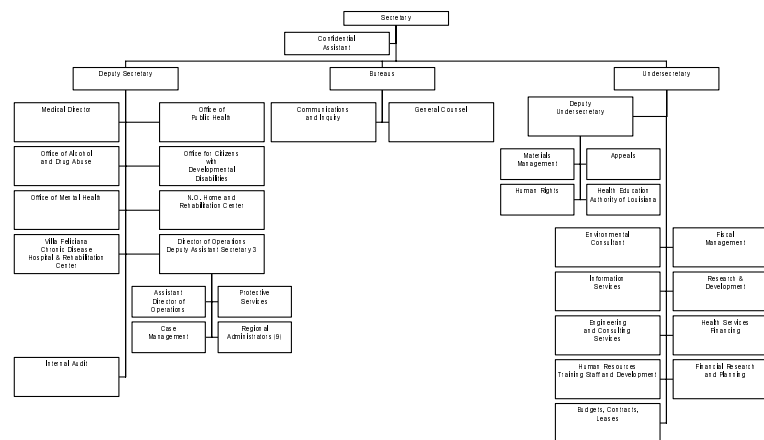 Secretary
Confidential
Assistant
Deputy Secretary
Bureaus
Undersecretary
Medical Director
Office of
Public Health
Communications
and Inquiry
General Counsel
Deputy
Undersecretary
Office of Alcohol
and Drug Abuse
Office for Citizens
with
Developmental
Disabilities
Materials
Management
Appeals
Office of Mental Health
N.O. Home and
Rehabilitation Center
Human Rights
Health Education
Authority of Louisiana
Villa Feliciana
Chronic Disease
Hospital & Rehabilitation
Center
Director of Operations
Deputy Assistant Secretary 3
Environmental
Consultant
Fiscal
Management
Assistant
Director of
Operations
Protective
Services
Information
Services
Research &
Development
Case
Management
Regional
Administrators (9)
Engineering
and Consulting
Services
Health Services
Financing
Internal Audit
Human Resources
Training Staff and Development
Financial Research
and Planning
Budgets, Contracts,
Leases